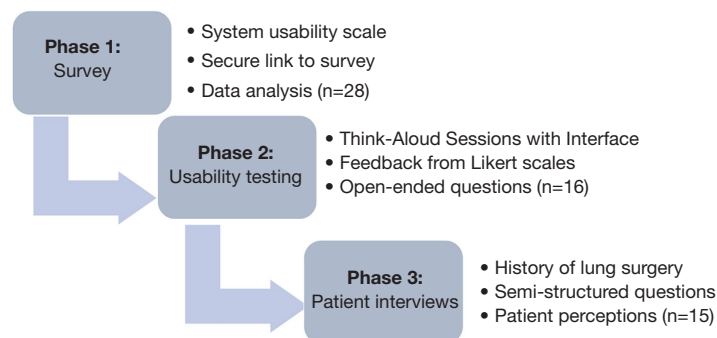 Phase 1:
Survey
• System usability scale
• Secure link to survey
• Data analysis (n=28)
Phase 2:
Usability testing
• Think-Aloud Sessions with Interface
• Feedback from Likert scales
• Open-ended questions (n=16)
Phase 3:
Patient interviews
• History of lung surgery
• Semi-structured questions
• Patient perceptions (n=15)